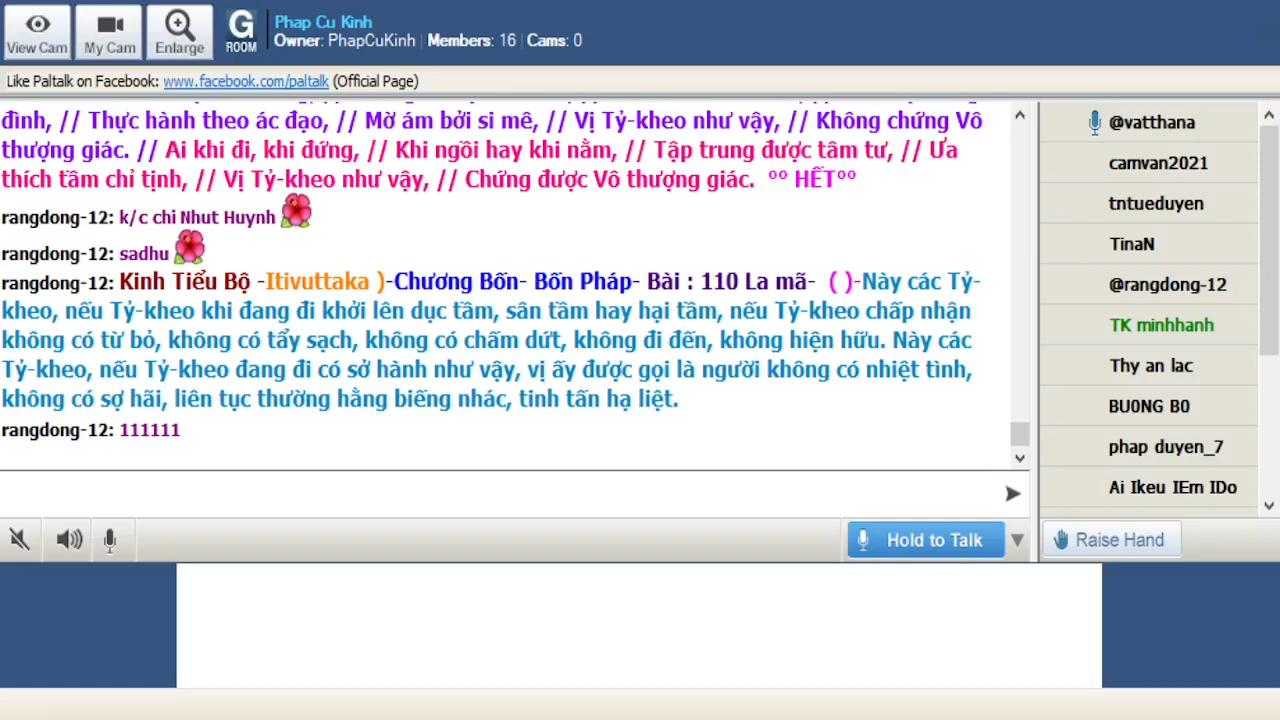 View Cam
My Cam
Enlarge
G
ROOM
Phap Cu Kinh
Owner: PhapCuKinh | Members: 16 | Cams: 0
Like Paltalk on Facebook: www.facebook.com/paltalk (Official Page)
đình, // Thực hành theo ác đạo, // Mờ ám bởi si mê, // Vị Tỷ-kheo như vậy, // Không chứng Vô
thượng giác. // Ai khi đi, khi đứng, // Khi ngồi hay khi nằm, // Tập trung được tâm tư, // Ưa
thích tầm chỉ tịnh, // Vị Tỷ-kheo như vậy, // Chứng được Vô thượng giác. ºº HẾTºº
rangdong-12: k/c chi Nhut Huynh
rangdong-12: sadhu
rangdong-12: Kinh Tiểu Bộ -Itivuttaka )-Chương Bốn- Bốn Pháp- Bài : 110 La mã- ( )-Này các Tỷ-
kheo, nếu Tỷ-kheo khi đang đi khởi lên dục tầm, sân tầm hay hại tầm, nếu Tỷ-kheo chấp nhận
không có từ bỏ, không có tẩy sạch, không có chấm dứt, không đi đến, không hiện hữu. Này các
Tỷ-kheo, nếu Tỷ-kheo đang đi có sở hành như vậy, vị ấy được gọi là người không có nhiệt tình,
không có sợ hãi, liên tục thường hằng biếng nhác, tinh tấn hạ liệt.
rangdong-12: 111111
Hold to Talk
@vatthana
camvan2021
tntueduyen
TinaN
@rangdong-12
TK minhhanh
Thy an lac
BU0NG B0
phap duyen_7
Ai Ikeu IEm IDo
Raise Hand